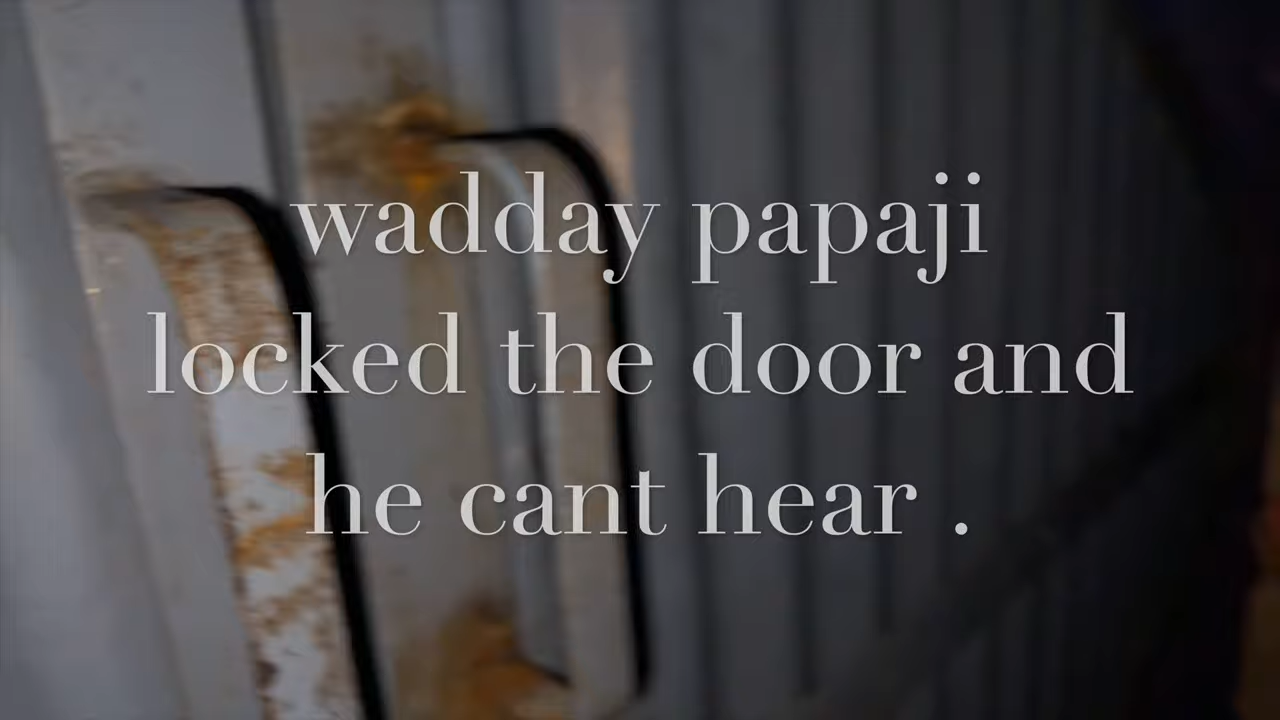 wadday papaji
locked the door and
he cant hear .